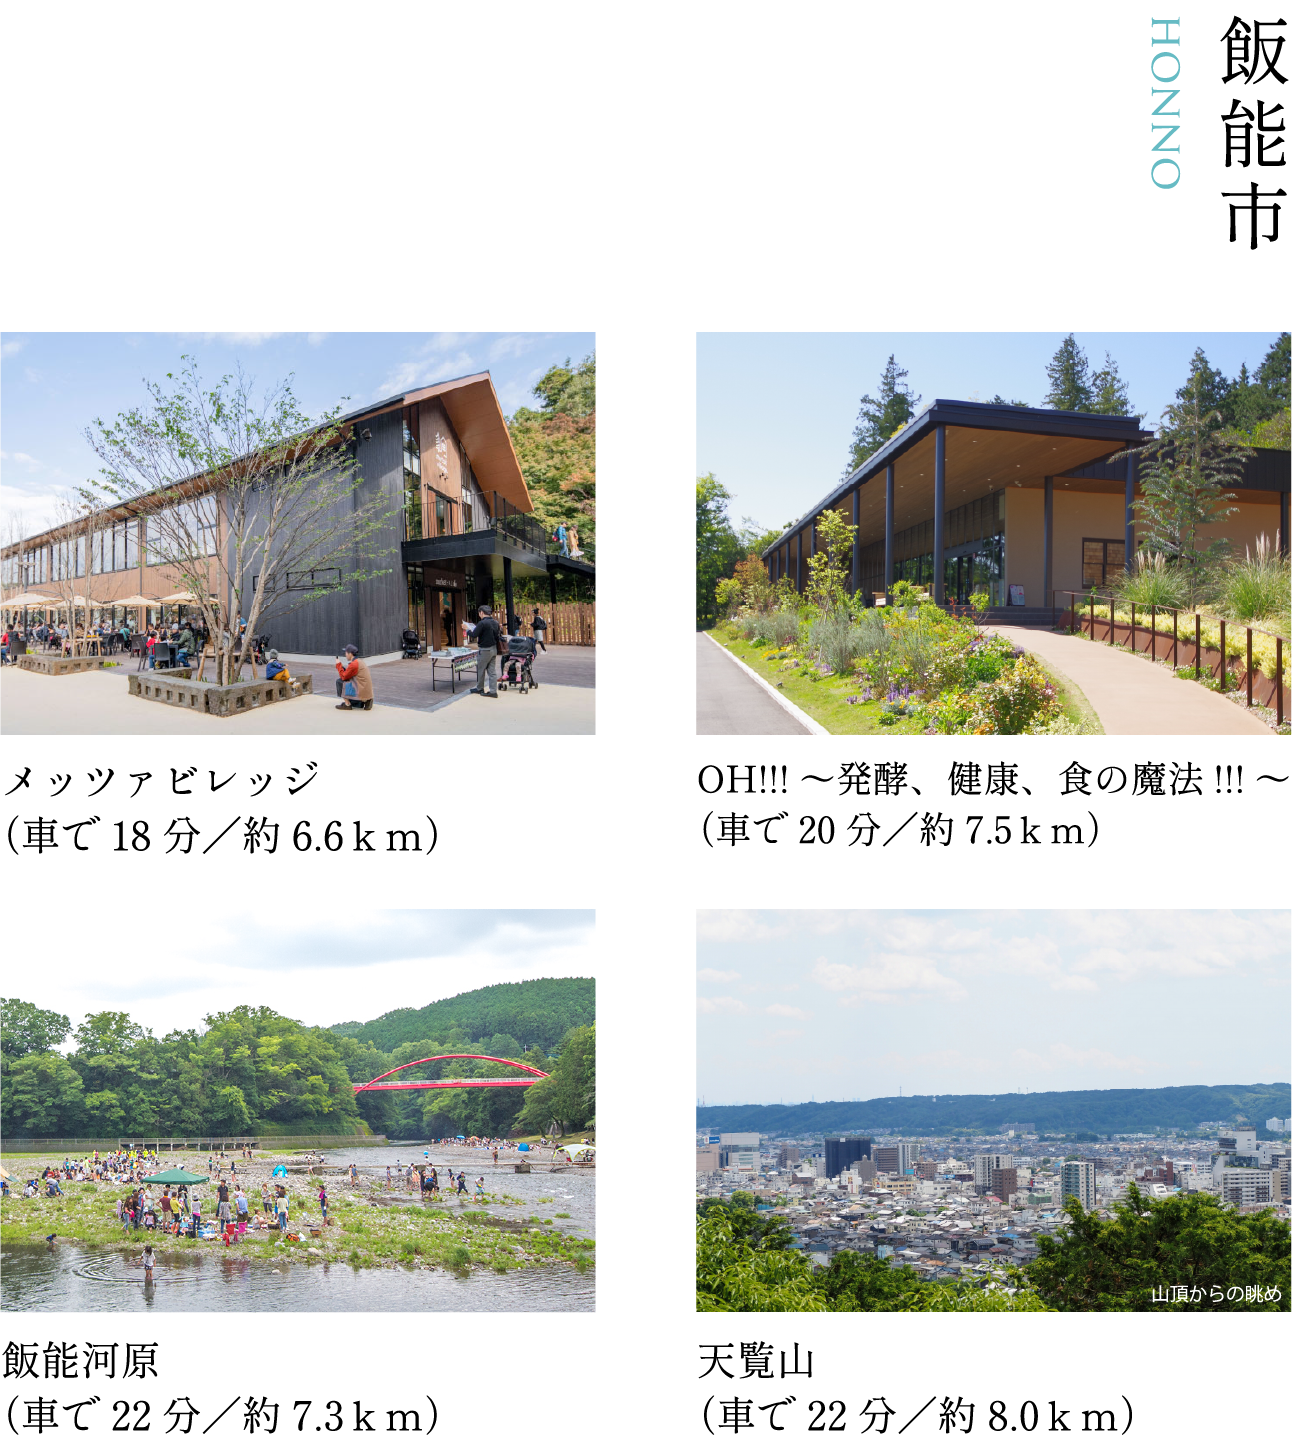 飯能市
HONNO
メッツァビレッジ
（車で 18 分／約 6.6ｋｍ）
OH!!! ～発酵、健康、食の魔法 !!! ～
（車で 20 分／約 7.5ｋｍ）
山頂からの眺め
飯能河原
（車で 22 分／約 7.3ｋｍ）
天覧山
（車で 22 分／約 8.0ｋｍ）